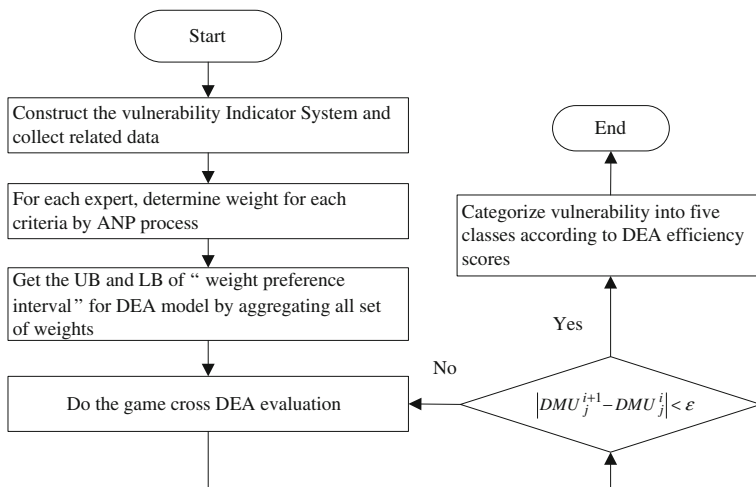 Start
Construct the vulnerability Indicator System and
collect related data
For each expert, determine weight for each
criteria by ANP process
Get the UB and LB of “ weight preference
interval ” for DEA model by aggregating all set
of weights
Do the game cross DEA evaluation
End
Categorize vulnerability into five
classes according to DEA efficiency
scores
Yes
No
|DMU_j^{i+1} − DMU_j^i| < ε